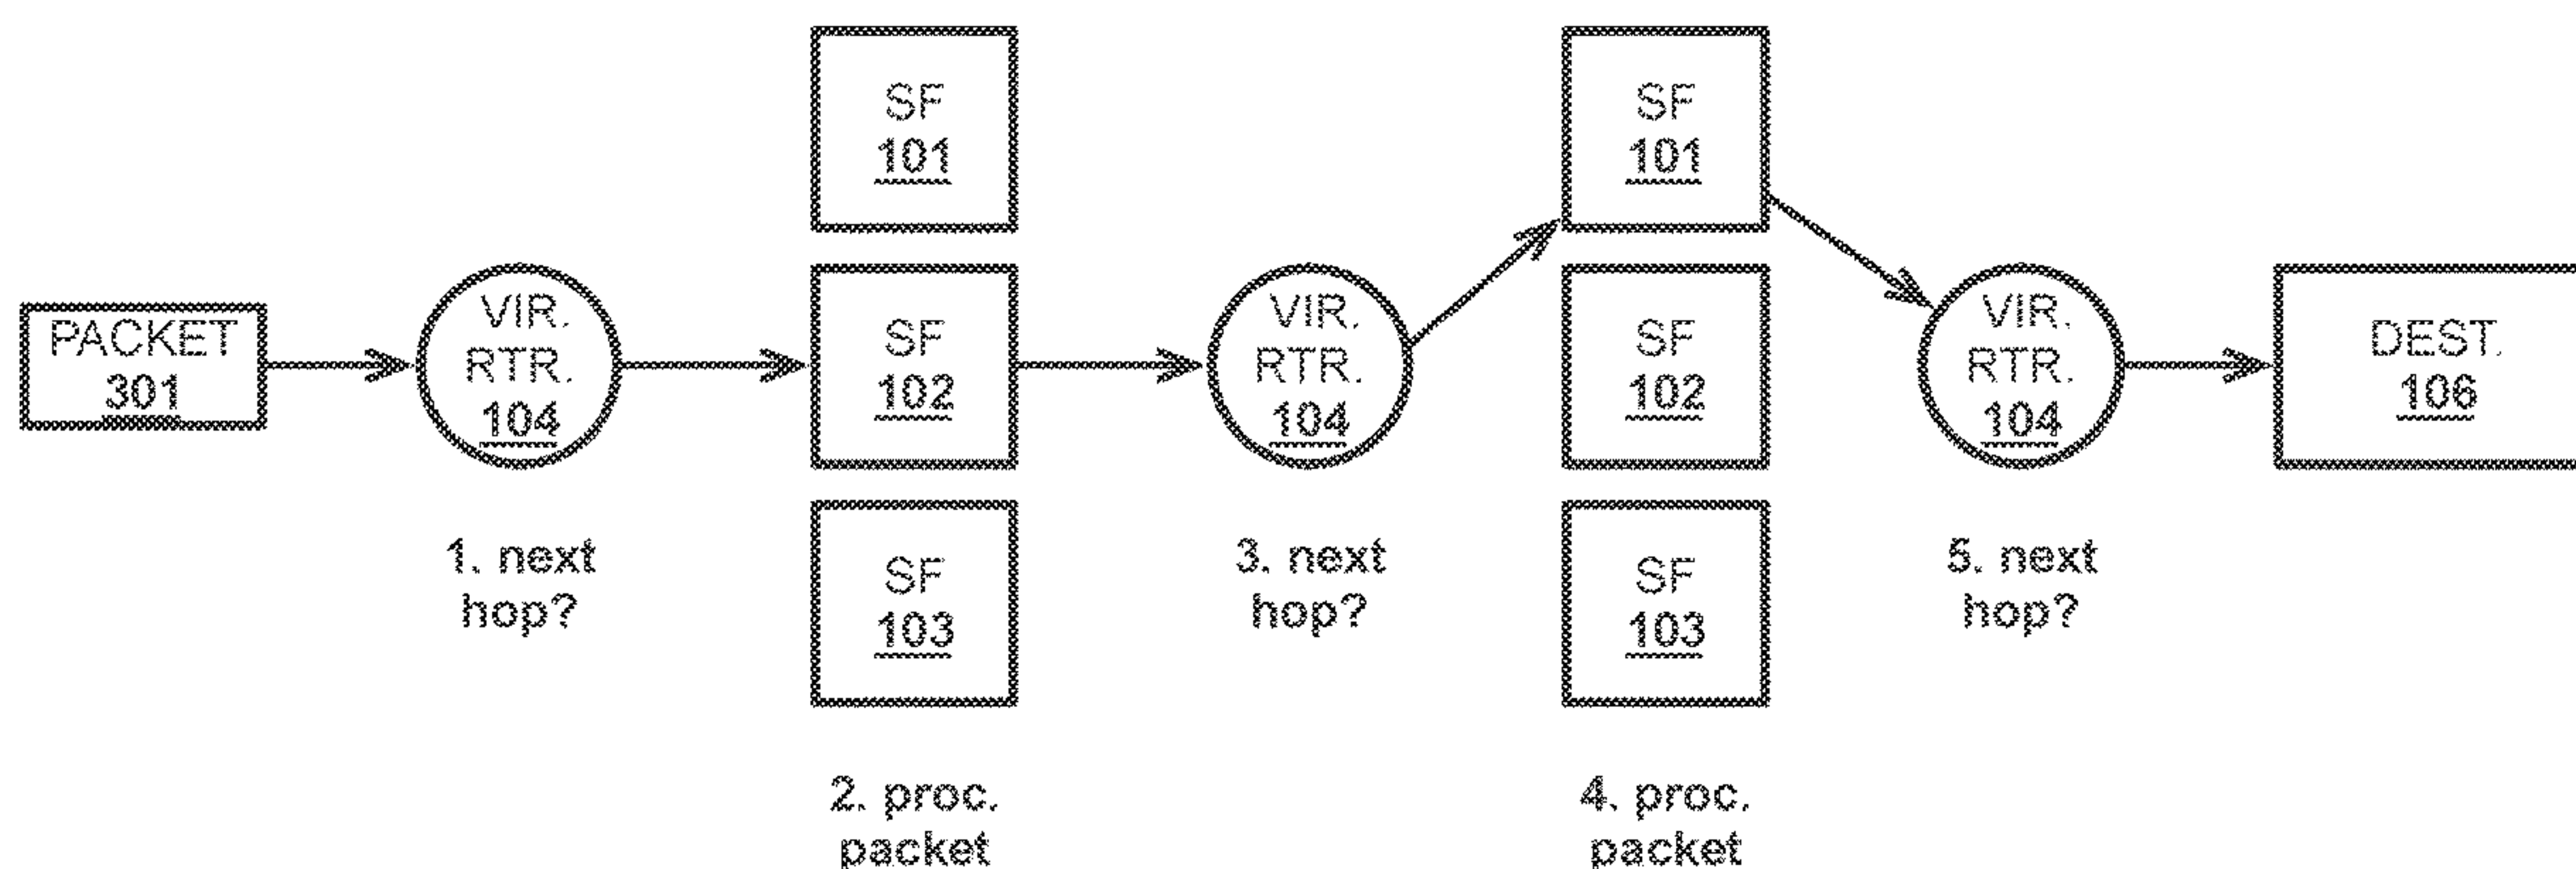 PACKET
301
VIR.
RTR.
104
1. next
hop?
SF
101
SF
102
SF
103
2. proc.
packet
VIR.
RTR.
104
3. next
hop?
SF
101
SF
102
SF
103
4. proc.
packet
VIR.
RTR.
104
5. next
hop?
DEST.
106